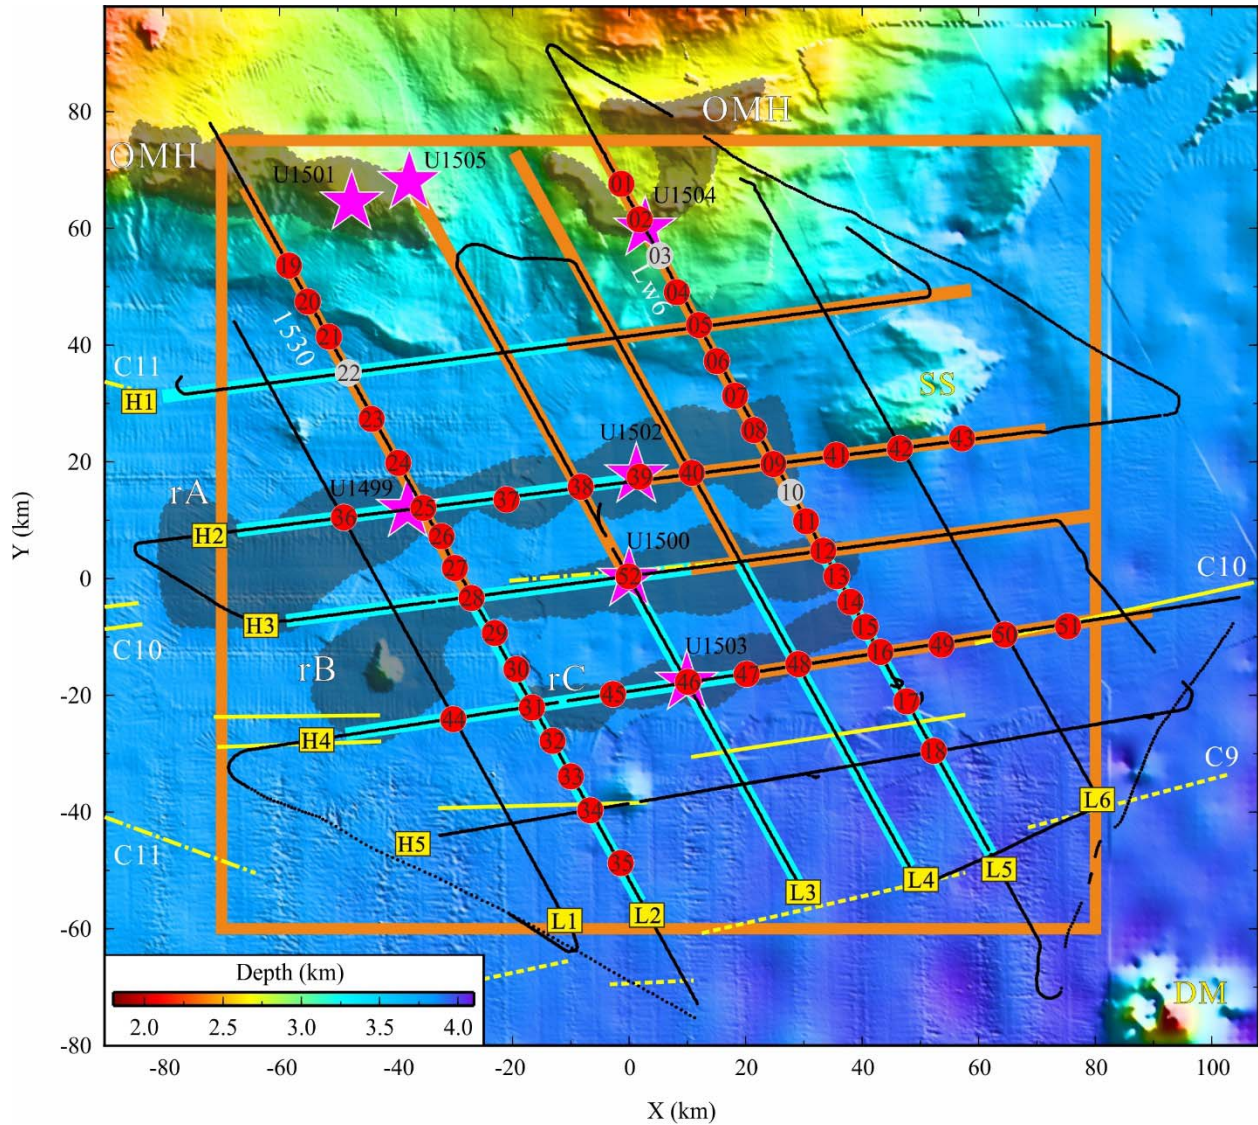 80
60
40
20
0
-20
-40
-60
-80
Y (km)
OMH
OMH
U1501
U1505
U1504
01
02
03
Lw6
04
05
06
07
08
09
10
11
12
13
14
15
16
17
18
19
20
21
1530
22
23
24
25
26
27
28
29
30
31
32
33
34
35
C11
H1
SS
U1502
rA
U1499
H2
36
37
38
39
40
41
42
43
U1500
52
H3
C10
C10
rB
rC
U1503
H4
44
45
46
47
48
49
50
51
C9
C11
H5
L1
L2
L3
L4
L5
L6
DM
Depth (km)
2.0 2.5 3.0 3.5 4.0
-80 -60 -40 -20 0 20 40 60 80 100
X (km)